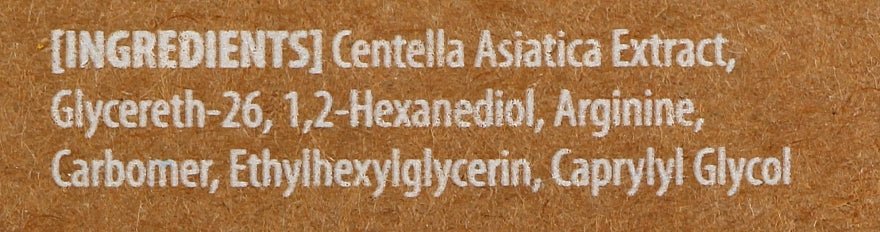 [INGREDIENTS] Centella Asiatica Extract,
Glycereth-26, 1,2-Hexanediol, Arginine,
Carbomer, Ethylhexylglycerin, Caprylyl Glycol